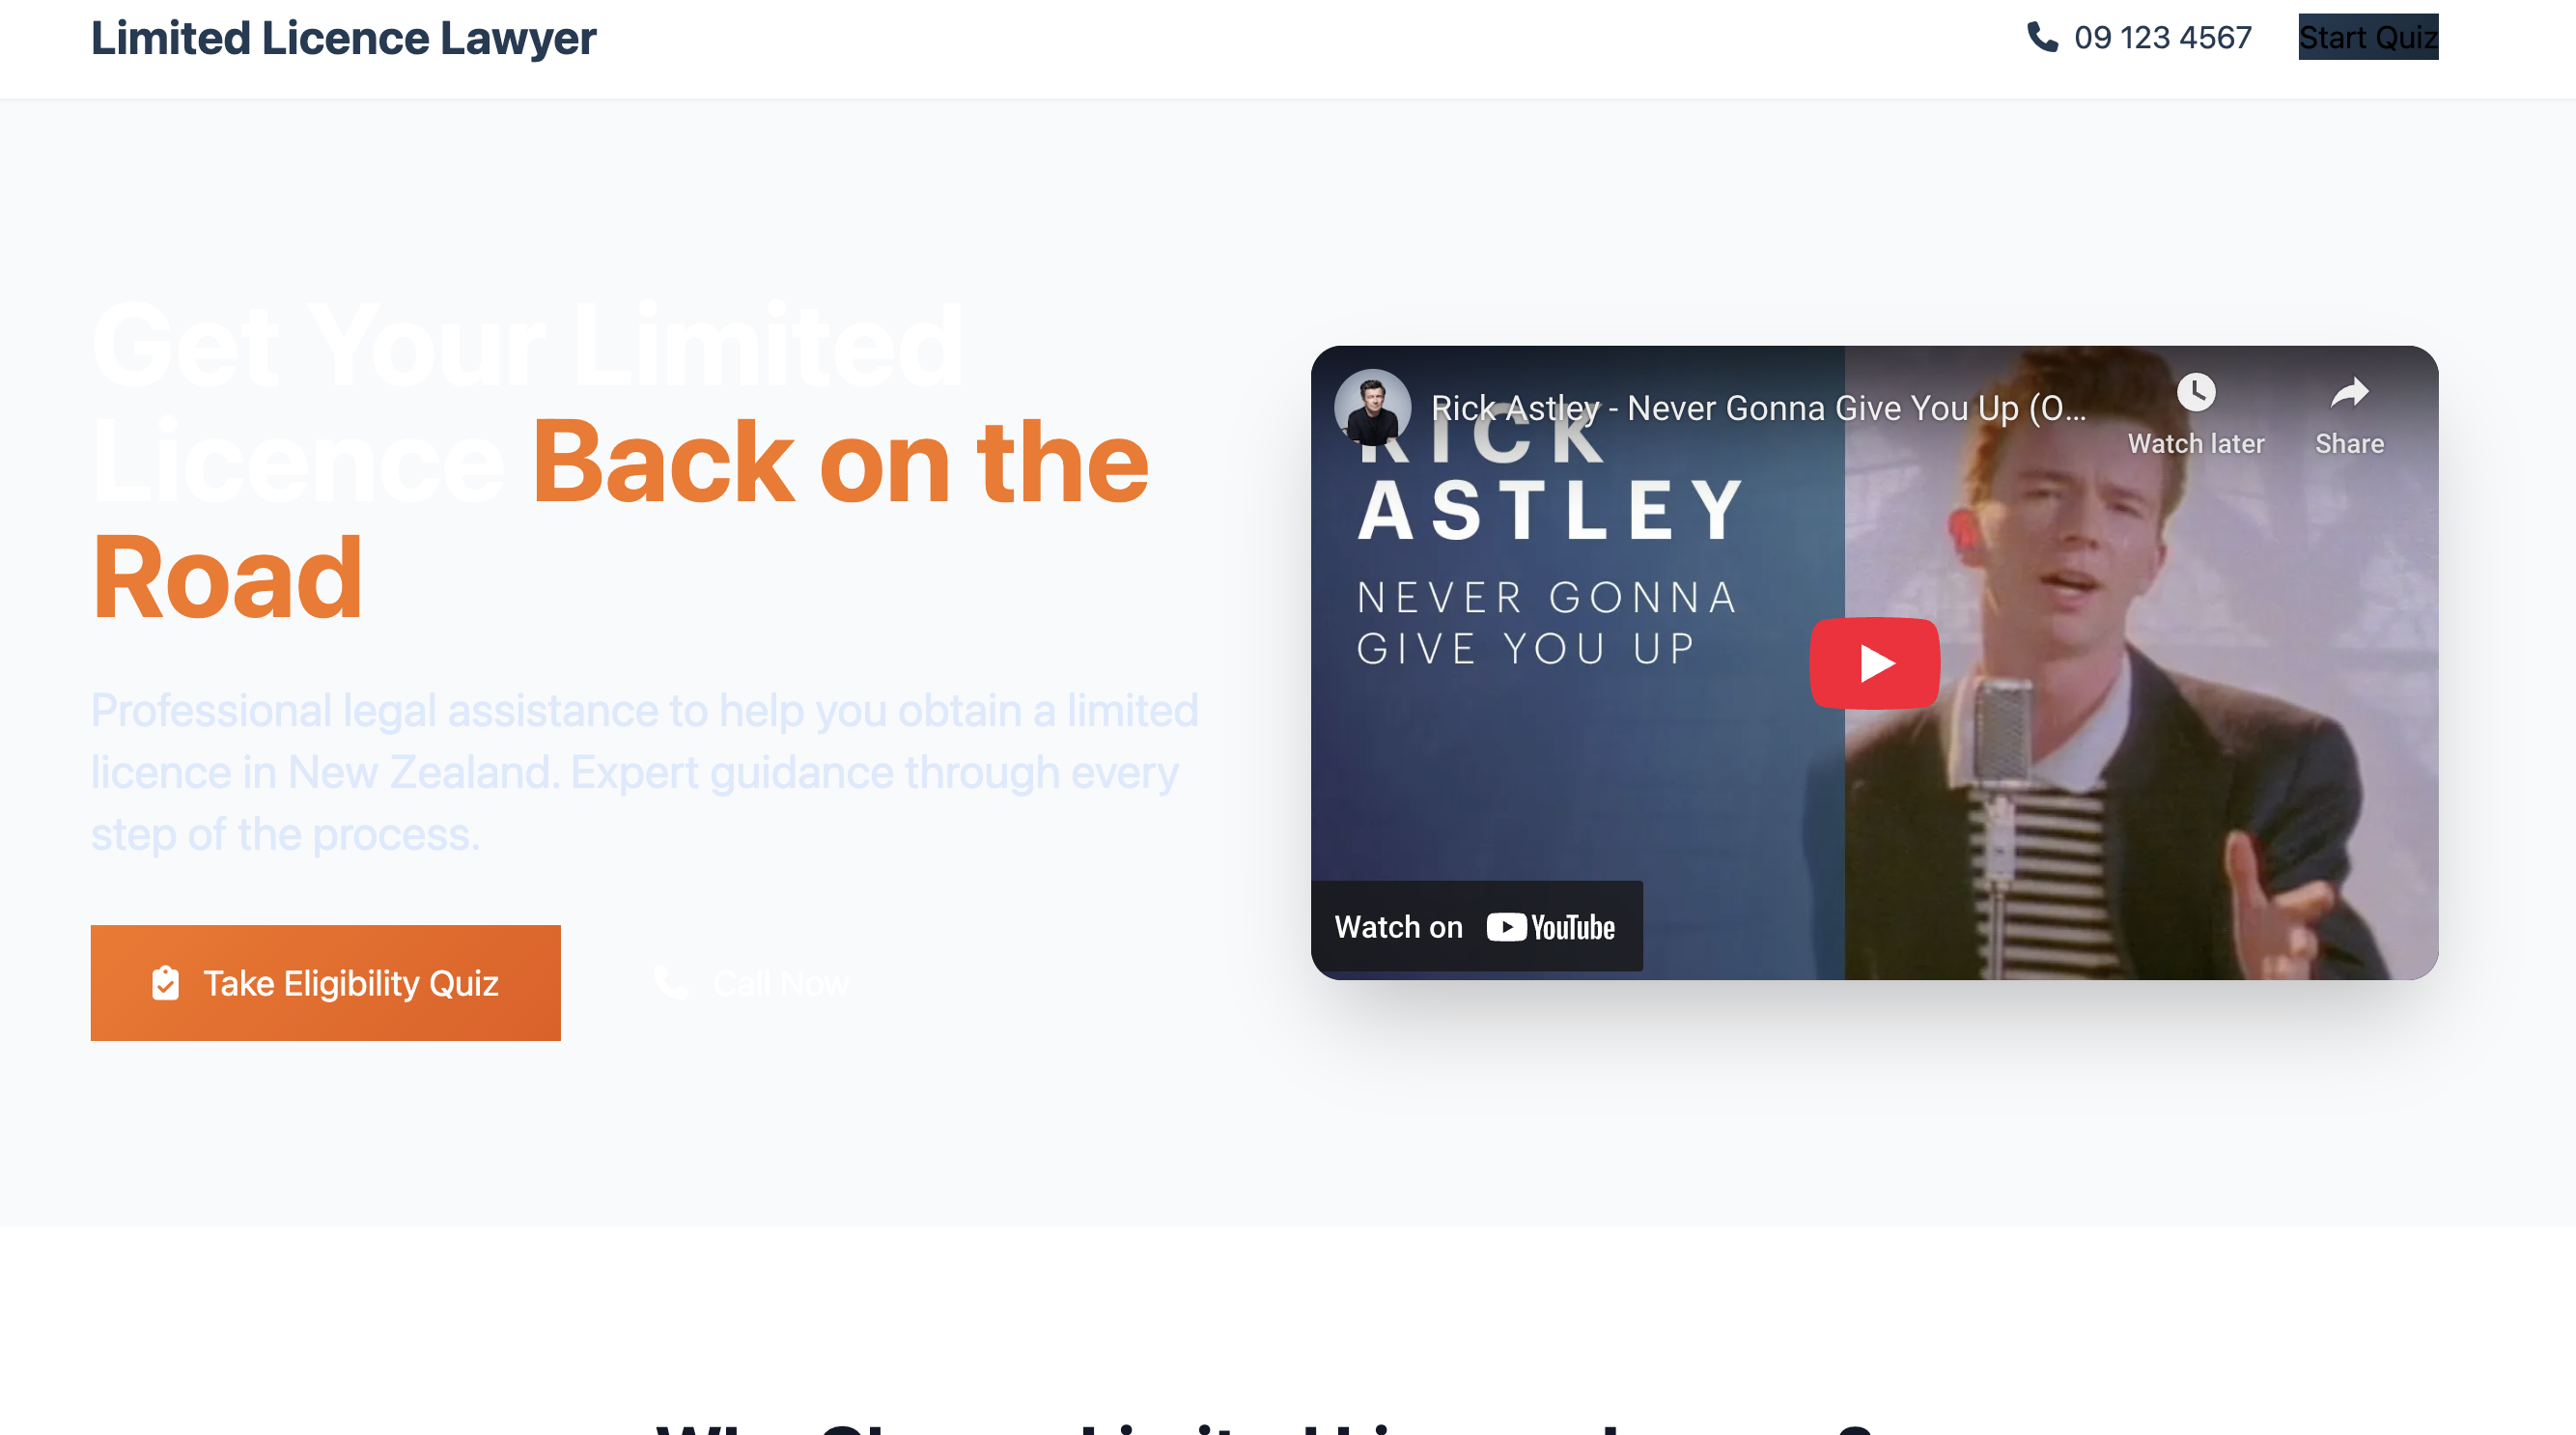 Limited Licence Lawyer
09 123 4567
Start Quiz
Get Your Limited
Licence Back on the
Road
Professional legal assistance to help you obtain a limited
licence in New Zealand. Expert guidance through every
step of the process.
Take Eligibility Quiz
Call Now
Rick Astley - Never Gonna Give You Up (O...
Watch later
Share
RICK
ASTLEY
NEVER GONNA
GIVE YOU UP
Watch on YouTube